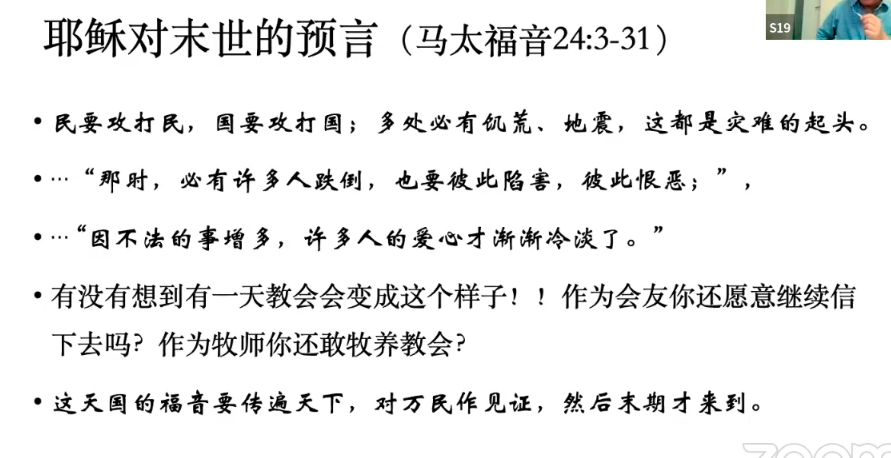 S19
耶稣对末世的预言（马太福音24:3-31）
• 民要攻打民，国要攻打国；多处必有饥荒、地震，这都是灾难的起头。
• …“那时，必有许多人跌倒，也要彼此陷害，彼此恨恶；”，
• …“因不法的事增多，许多人的爱心才渐渐冷淡了。”
• 有没有想到有一天教会会变成这个样子！！作为会友你还愿意继续信
下去吗？作为牧师你还敢牧养教会？
• 这天国的福音要传遍天下，对万民作见证，然后末期才来到。
zoom